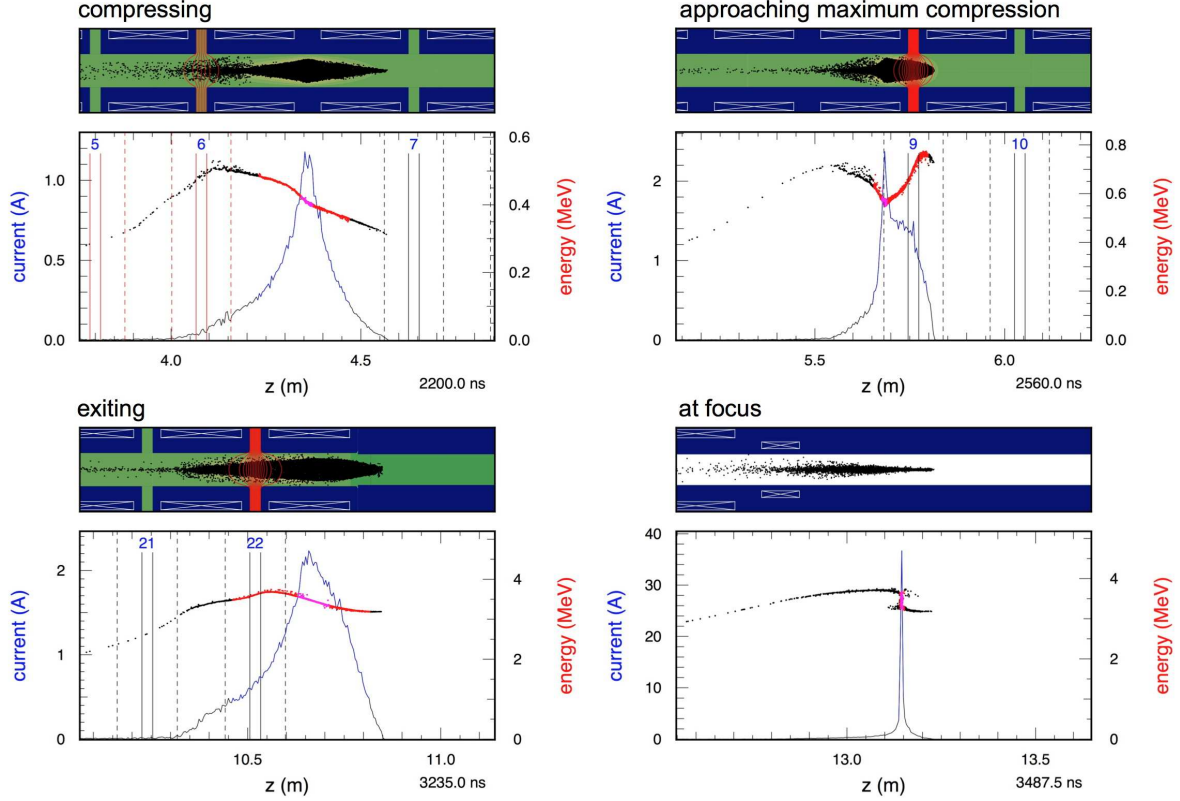 compressing
5 6 7
1.0
0.5
0.0
current (A)
0.6
0.4
0.2
0.0
energy (MeV)
4.0 4.5
z (m)
2200.0 ns
approaching maximum compression
9 10
2
1
0
current (A)
0.8
0.6
0.4
0.2
0.0
energy (MeV)
5.5 6.0
z (m)
2560.0 ns
exiting
21 22
2
1
0
current (A)
4
2
0
energy (MeV)
10.5 11.0
z (m)
3235.0 ns
at focus
40
30
20
10
0
current (A)
4
2
0
energy (MeV)
13.0 13.5
z (m)
3487.5 ns